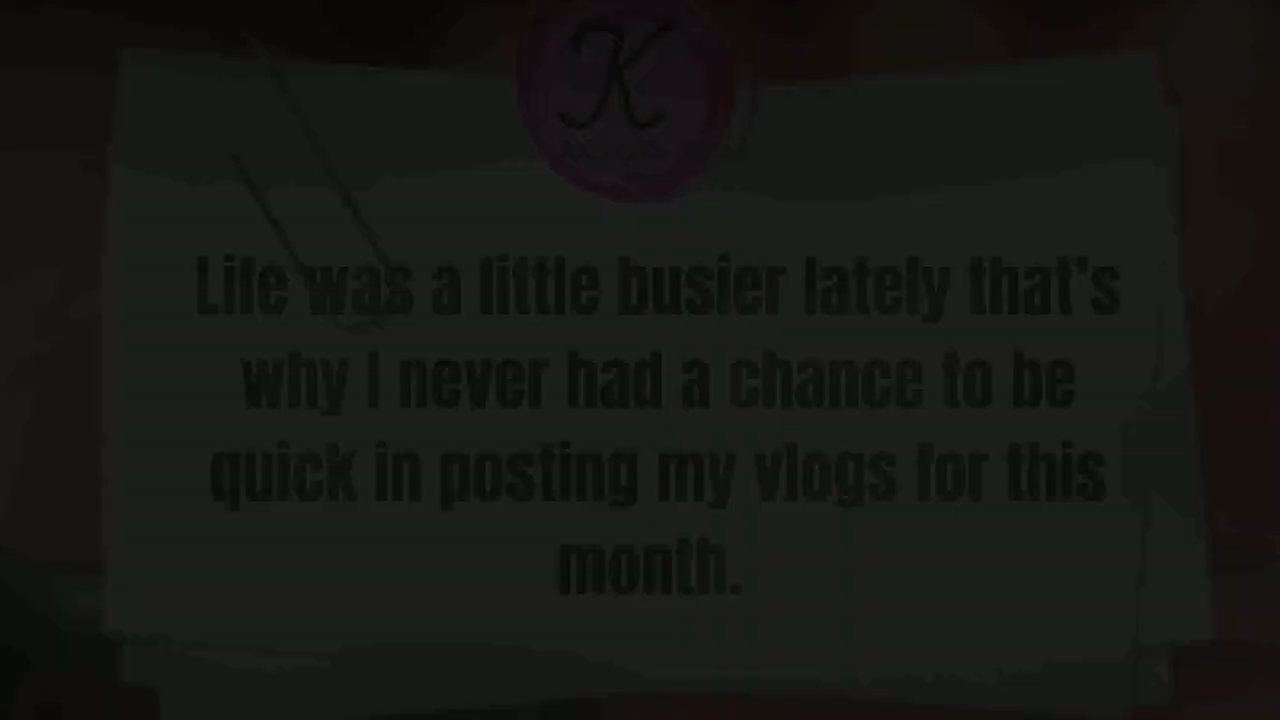 K
Life was a little busier lately that's
why I never had a chance to be
quick in posting my vlogs for this
month.